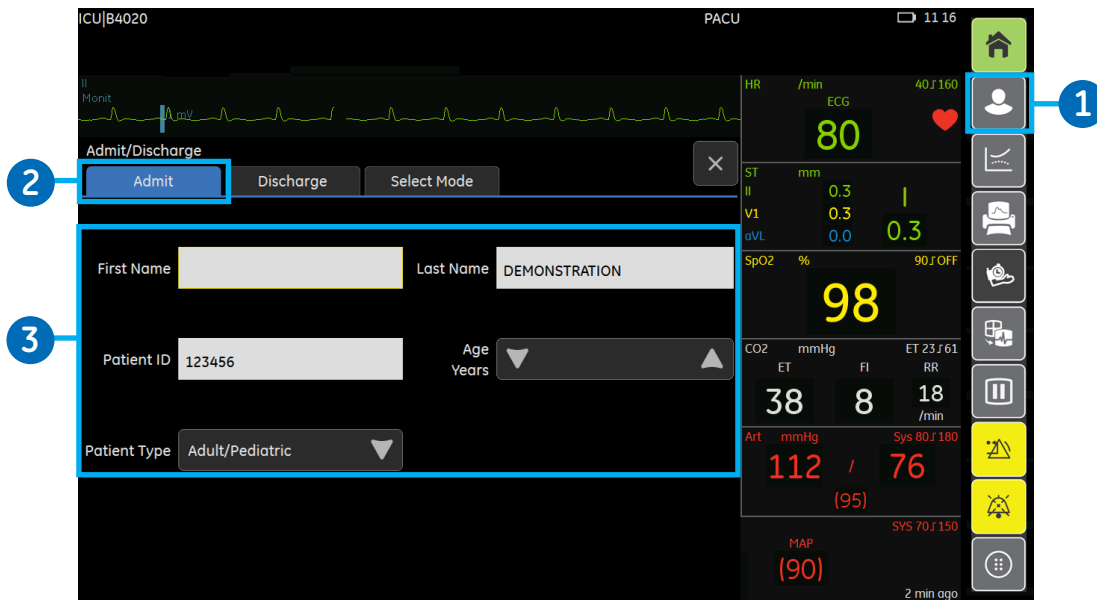 ICU|B4020 PACU 11 16
II
Monit
1 mV
Admit/Discharge
Admit Discharge Select Mode
First Name Last Name DEMONSTRATION
Patient ID 123456 Age Years
Patient Type Adult/Pediatric
HR /min 40 160
ECG
80
ST mm
II 0.3 I
V1 0.3 0.3
aVL 0.0
SpO2 % 90 OFF
98
CO2 mmHg ET 23 61
ET FI RR
38 8 18
/min
Art mmHg Sys 80 180
112 / 76
(95)
SYS 70 150
MAP
(90)
2 min ago
1
2
3